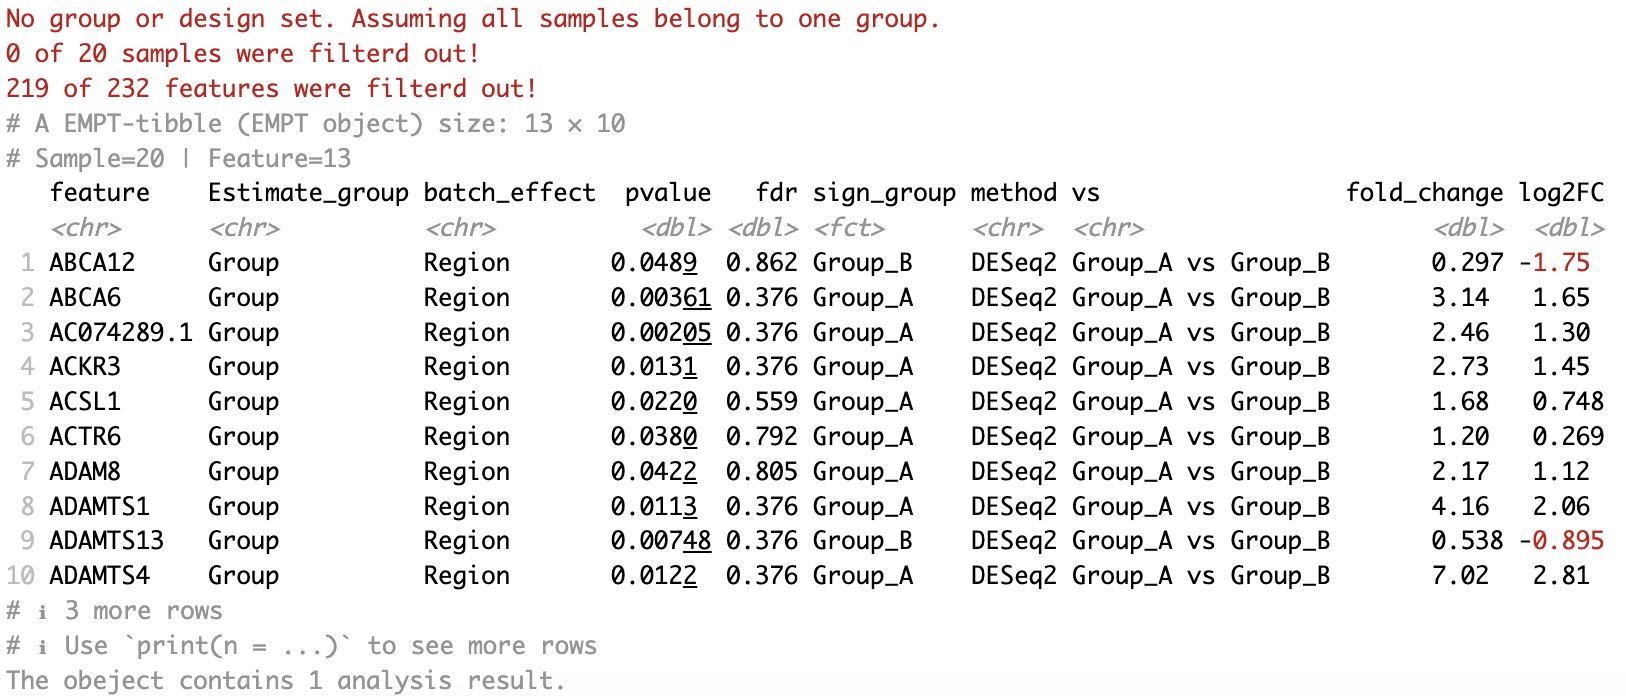 No group or design set. Assuming all samples belong to one group.
0 of 20 samples were filterd out!
219 of 232 features were filterd out!
# A EMPT-tibble (EMPT object) size: 13 × 10
# Sample=20 | Feature=13
feature Estimate_group batch_effect pvalue fdr sign_group method vs fold_change log2FC
<chr> <chr> <chr> <dbl> <dbl> <fct> <chr> <chr> <dbl> <dbl>
1 ABCA12 Group Region 0.0489 0.862 Group_B DESeq2 Group_A vs Group_B 0.297 -1.75
2 ABCA6 Group Region 0.00361 0.376 Group_A DESeq2 Group_A vs Group_B 3.14 1.65
3 AC074289.1 Group Region 0.00205 0.376 Group_A DESeq2 Group_A vs Group_B 2.46 1.30
4 ACKR3 Group Region 0.0131 0.376 Group_A DESeq2 Group_A vs Group_B 2.73 1.45
5 ACSL1 Group Region 0.0220 0.559 Group_A DESeq2 Group_A vs Group_B 1.68 0.748
6 ACTR6 Group Region 0.0380 0.792 Group_A DESeq2 Group_A vs Group_B 1.20 0.269
7 ADAM8 Group Region 0.0422 0.805 Group_A DESeq2 Group_A vs Group_B 2.17 1.12
8 ADAMTS1 Group Region 0.0113 0.376 Group_A DESeq2 Group_A vs Group_B 4.16 2.06
9 ADAMTS13 Group Region 0.00748 0.376 Group_B DESeq2 Group_A vs Group_B 0.538 -0.895
10 ADAMTS4 Group Region 0.0122 0.376 Group_A DESeq2 Group_A vs Group_B 7.02 2.81
# ℹ 3 more rows
# ℹ Use `print(n = ...)` to see more rows
The obeject contains 1 analysis result.